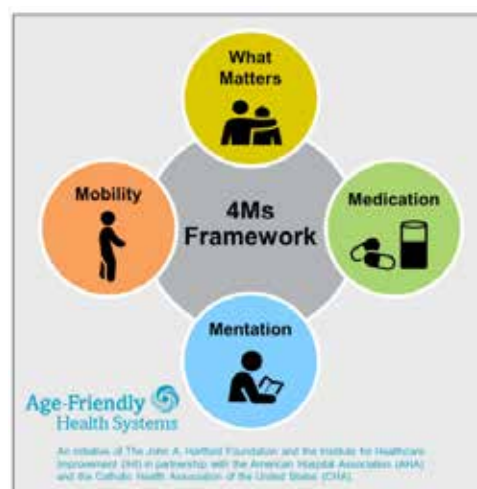 What
Matters
Mobility
4Ms
Framework
Medication
Mentation
Age-Friendly
Health Systems
An initiative of The John A. Hartford Foundation and the Institute for Healthcare
Improvement (IHI) in partnership with the American Hospital Association (AHA)
and the Catholic Health Association of the United States (CHA).